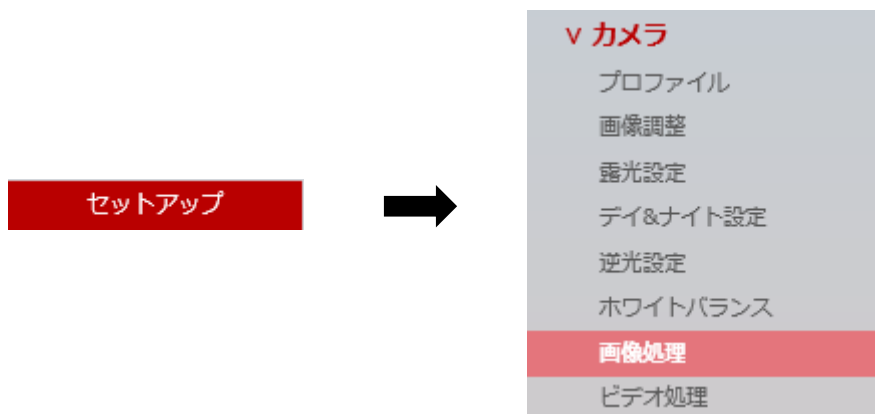 セットアップ
∨ カメラ
プロファイル
画像調整
露光設定
デイ&ナイト設定
逆光設定
ホワイトバランス
画像処理
ビデオ処理